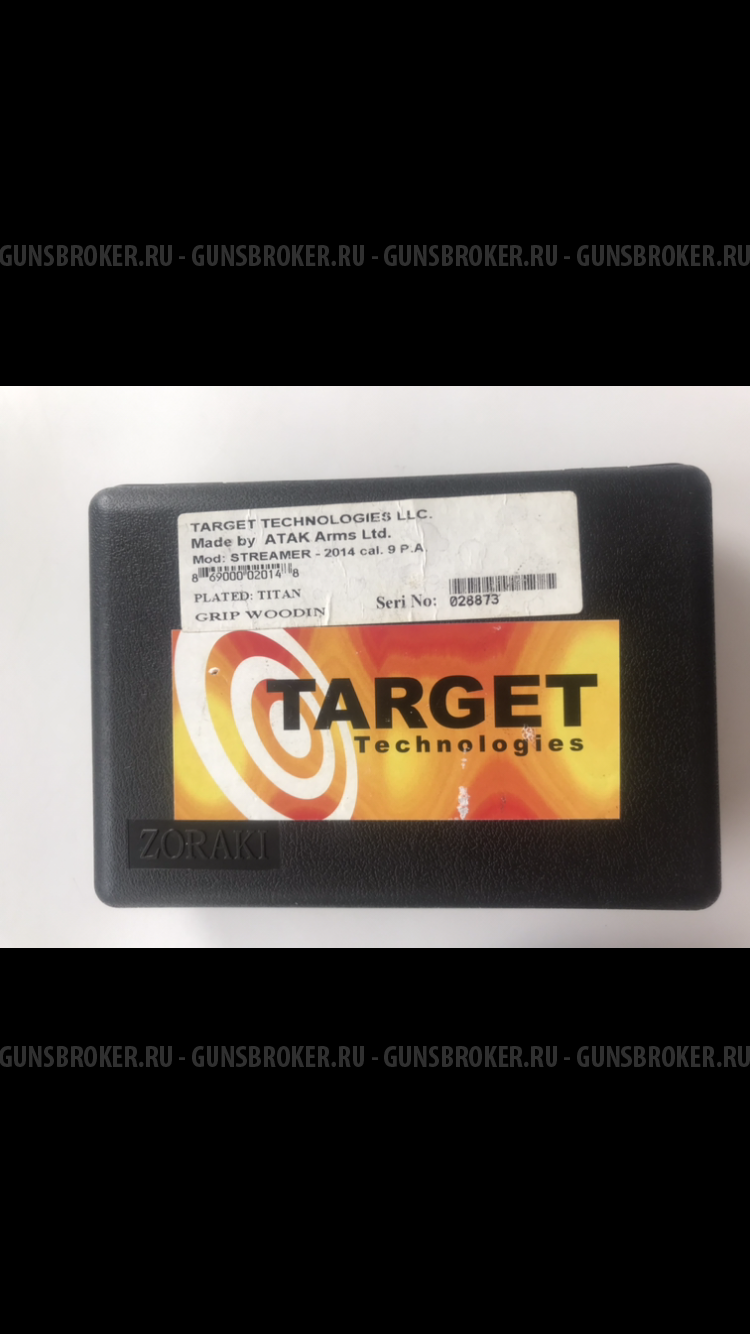 GUNSBROKER.RU - GUNSBROKER.RU - GUNSBROKER.RU - GUNSBROKER.RU
TARGET TECHNOLOGIES LLC.
Made by ATAK Arms Ltd.
Mod: STREAMER - 2014 cal. 9 P.A.
8 69000 02014 8
PLATED: TITAN
GRIP WOODIN
Seri No: 028873
TARGET
Technologies
ZORAKI
GUNSBROKER.RU - GUNSBROKER.RU - GUNSBROKER.RU - GUNSBROKER.RU